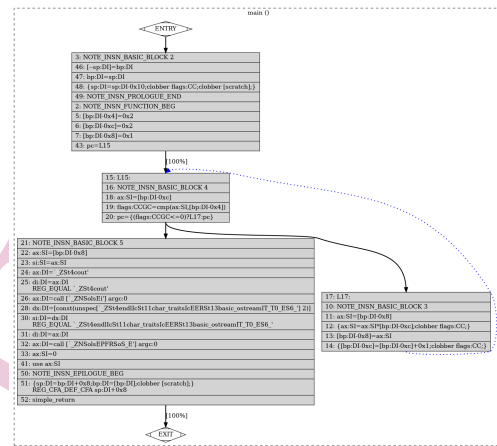 main ()
ENTRY
3: NOTE_INSN_BASIC_BLOCK 2
46: [--sp:DI]=bp:DI
47: bp:DI=sp:DI
48: {sp:DI=sp:DI-0x10;clobber flags:CC;clobber [scratch];}
49: NOTE_INSN_PROLOGUE_END
2: NOTE_INSN_FUNCTION_BEG
5: [bp:DI-0x4]=0x2
6: [bp:DI-0xc]=0x2
7: [bp:DI-0x8]=0x1
43: pc=L15
[100%]
15: L15:
16: NOTE_INSN_BASIC_BLOCK 4
18: ax:SI=[bp:DI-0xc]
19: flags:CCGC=cmp(ax:SI,[bp:DI-0x4])
20: pc={(flags:CCGC<=0)?L17:pc}
21: NOTE_INSN_BASIC_BLOCK 5
22: ax:SI=[bp:DI-0x8]
23: si:SI=ax:SI
24: ax:DI=`_ZSt4cout'
25: di:DI=ax:DI
REG_EQUAL `_ZSt4cout'
26: ax:DI=call [`_ZNSolsEi'] argc:0
28: dx:DI=[const(unspec[`_ZSt4endlIcSt11char_traitsIcEERSt13basic_ostreamIT_T0_ES6_'] 2)]
30: si:DI=dx:DI
REG_EQUAL `_ZSt4endlIcSt11char_traitsIcEERSt13basic_ostreamIT_T0_ES6_'
31: di:DI=ax:DI
32: ax:DI=call [`_ZNSolsEPFRSoS_E'] argc:0
33: ax:SI=0
41: use ax:SI
50: NOTE_INSN_EPILOGUE_BEG
51: {sp:DI=bp:DI+0x8;bp:DI=[bp:DI];clobber [scratch];}
REG_CFA_DEF_CFA sp:DI+0x8
52: simple_return
17: L17:
10: NOTE_INSN_BASIC_BLOCK 3
11: ax:SI=[bp:DI-0x8]
12: {ax:SI=ax:SI*[bp:DI-0xc];clobber flags:CC;}
13: [bp:DI-0x8]=ax:SI
14: {[bp:DI-0xc]=[bp:DI-0xc]+0x1;clobber flags:CC;}
[100%]
EXIT